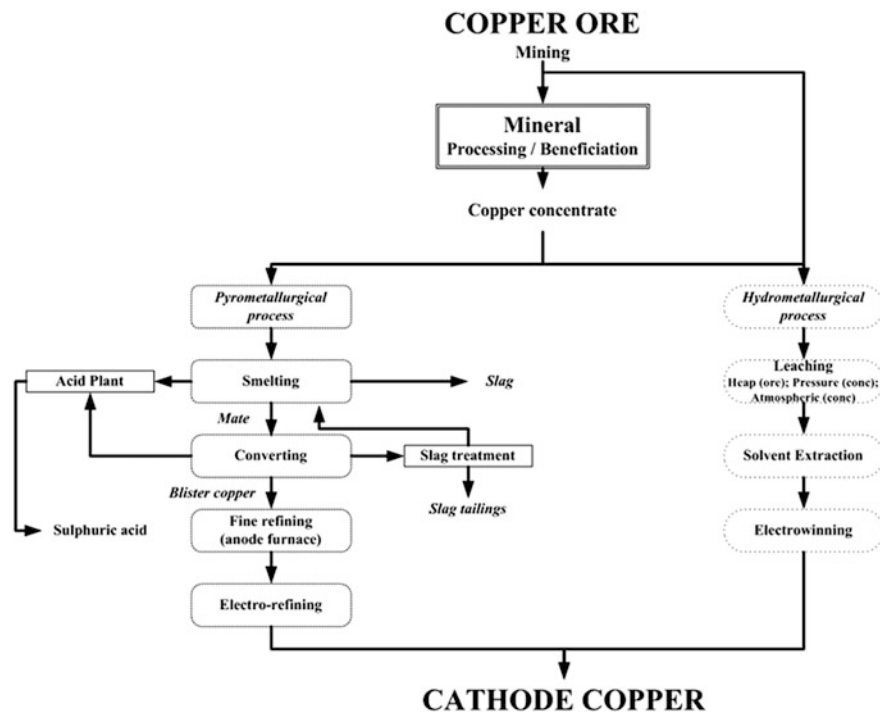 COPPER ORE
Mining
Mineral
Processing / Beneficiation
Copper concentrate
Pyrometallurgical
process
Hydrometallurgical
process
Acid Plant
Smelting
Slag
Leaching
Heap (ore); Pressure (conc);
Atmospheric (conc)
Mate
Converting
Slag treatment
Solvent Extraction
Blister copper
Slag tailings
Sulphuric acid
Fine refining
(anode furnace)
Electrowinning
Electro-refining
CATHODE COPPER